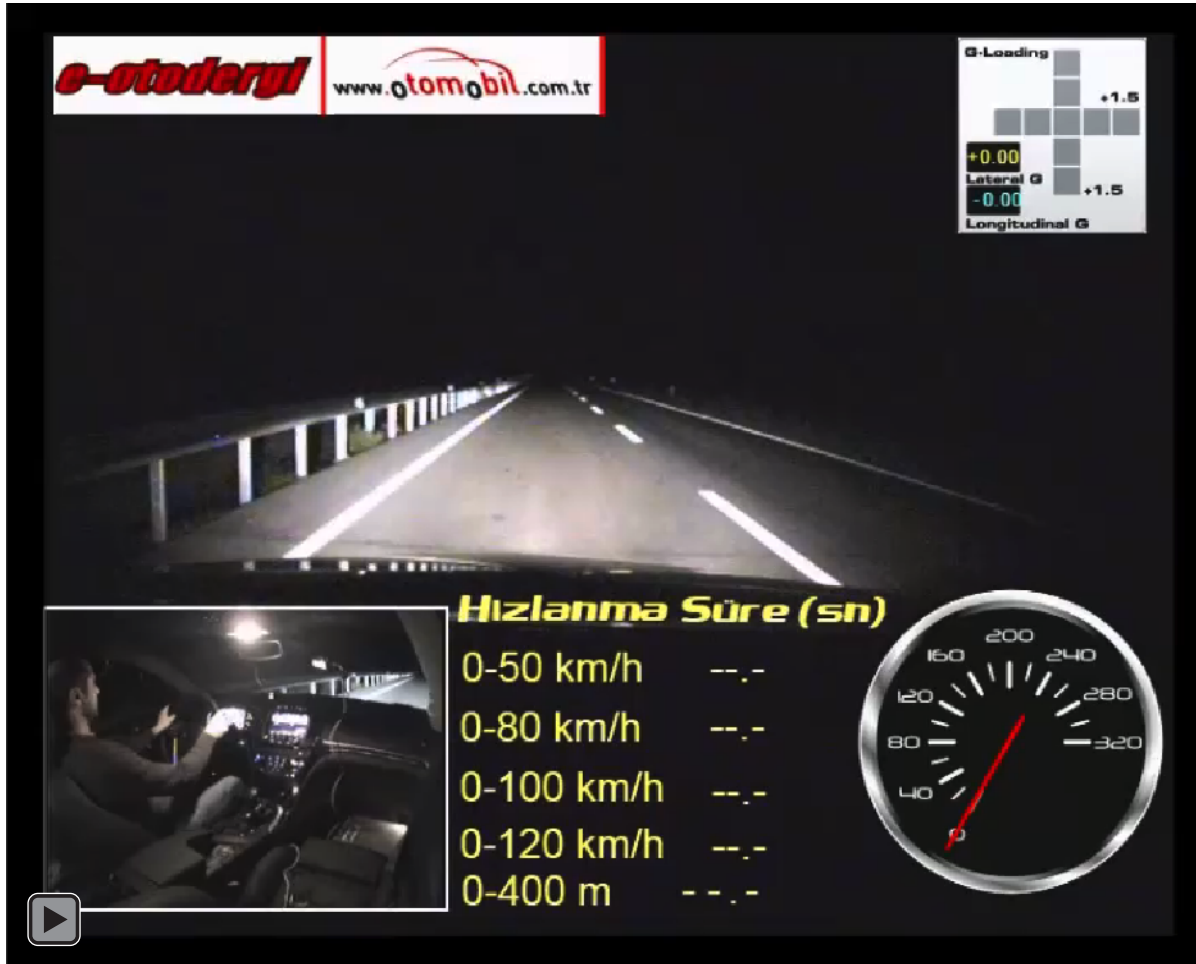 e-otodergi
www.otomobil.com.tr
G-Loading
+1.5
+0.00
Lateral G
+1.5
-0.00
Longitudinal G
Hızlanma Süre (sn)
0-50 km/h --.-
0-80 km/h --.-
0-100 km/h --.-
0-120 km/h --.-
0-400 m --.-
0
40
80
120
160
200
240
280
320